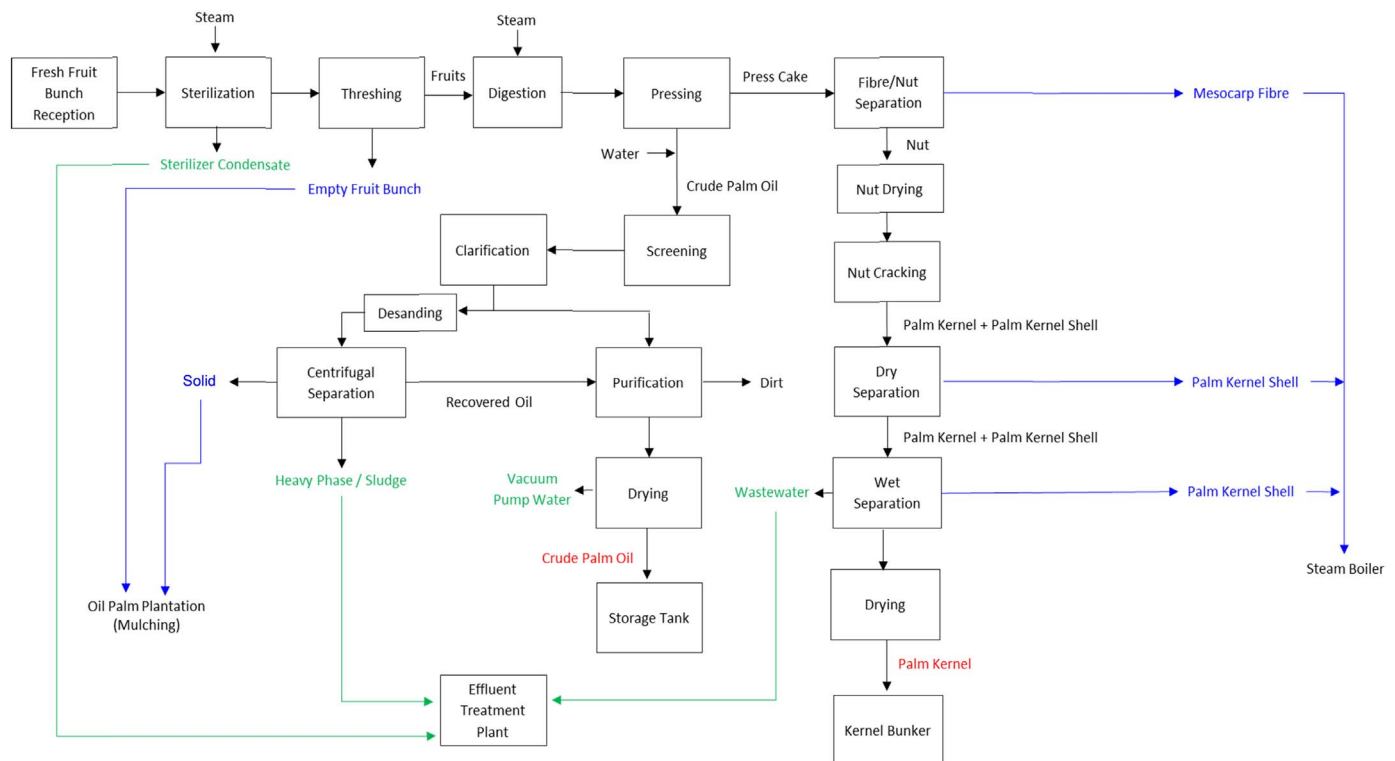 Steam
Steam
Fresh Fruit
Bunch
Reception
Sterilization
Threshing
Fruits
Digestion
Pressing
Press Cake
Fibre/Nut
Separation
Mesocarp Fibre
Sterilizer Condensate
Empty Fruit Bunch
Water
Crude Palm Oil
Nut
Nut Drying
Clarification
Screening
Nut Cracking
Desanding
Palm Kernel + Palm Kernel Shell
Solid
Centrifugal
Separation
Recovered Oil
Purification
Dirt
Dry
Separation
Palm Kernel Shell
Palm Kernel + Palm Kernel Shell
Heavy Phase / Sludge
Vacuum
Pump Water
Drying
Wastewater
Wet
Separation
Palm Kernel Shell
Crude Palm Oil
Steam Boiler
Oil Palm Plantation
(Mulching)
Storage Tank
Drying
Palm Kernel
Effluent
Treatment
Plant
Kernel Bunker